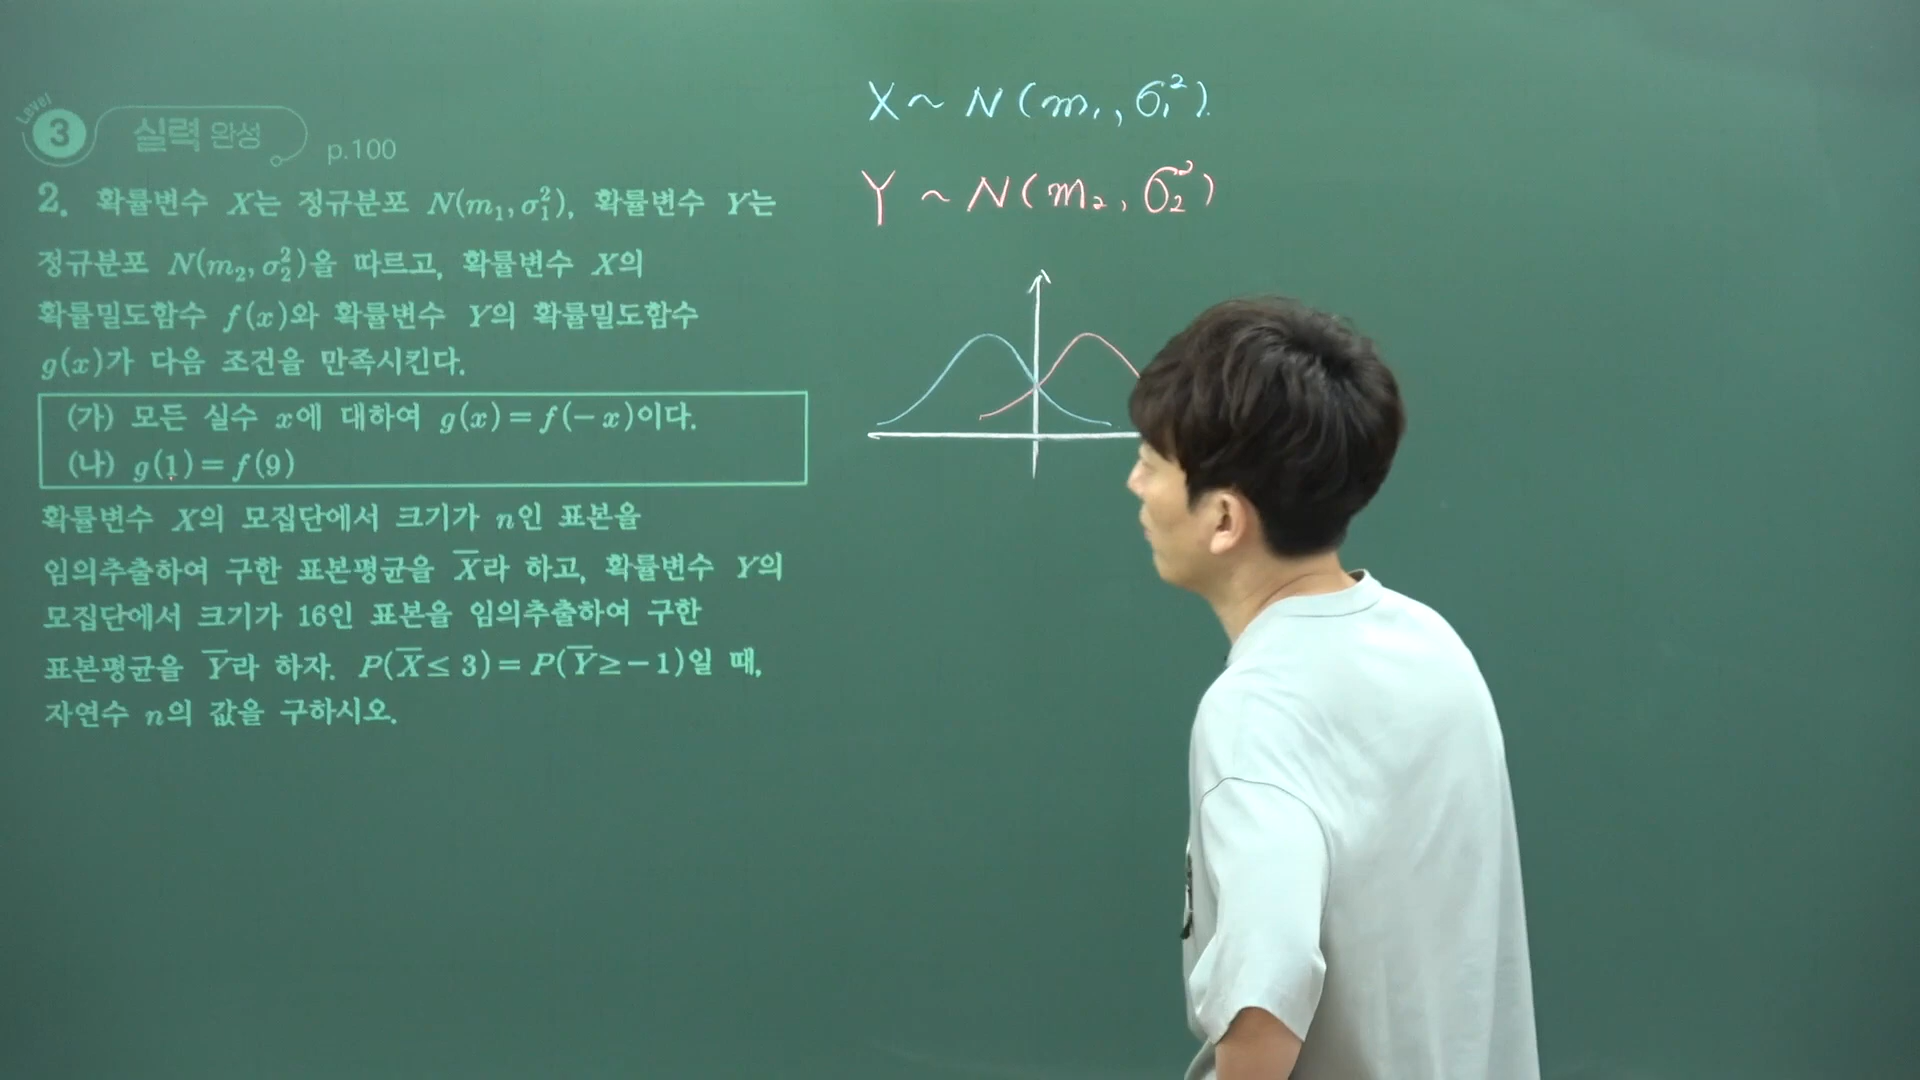 Level 3 실력 완성 p.100
2. 확률변수 X는 정규분포 N(m₁, σ₁²), 확률변수 Y는
정규분포 N(m₂, σ₂²)을 따르고, 확률변수 X의
확률밀도함수 f(x)와 확률변수 Y의 확률밀도함수
g(x)가 다음 조건을 만족시킨다.
(가) 모든 실수 x에 대하여 g(x)=f(−x)이다.
(나) g(1)=f(9)
확률변수 X의 모집단에서 크기가 n인 표본을
임의추출하여 구한 표본평균을 X̅라 하고, 확률변수 Y의
모집단에서 크기가 16인 표본을 임의추출하여 구한
표본평균을 Y̅라 하자. P(X̅≤3)=P(Y̅≥−1)일 때,
자연수 n의 값을 구하시오.
X ~ N(m₁, σ₁²).
Y ~ N(m₂, σ₂²)